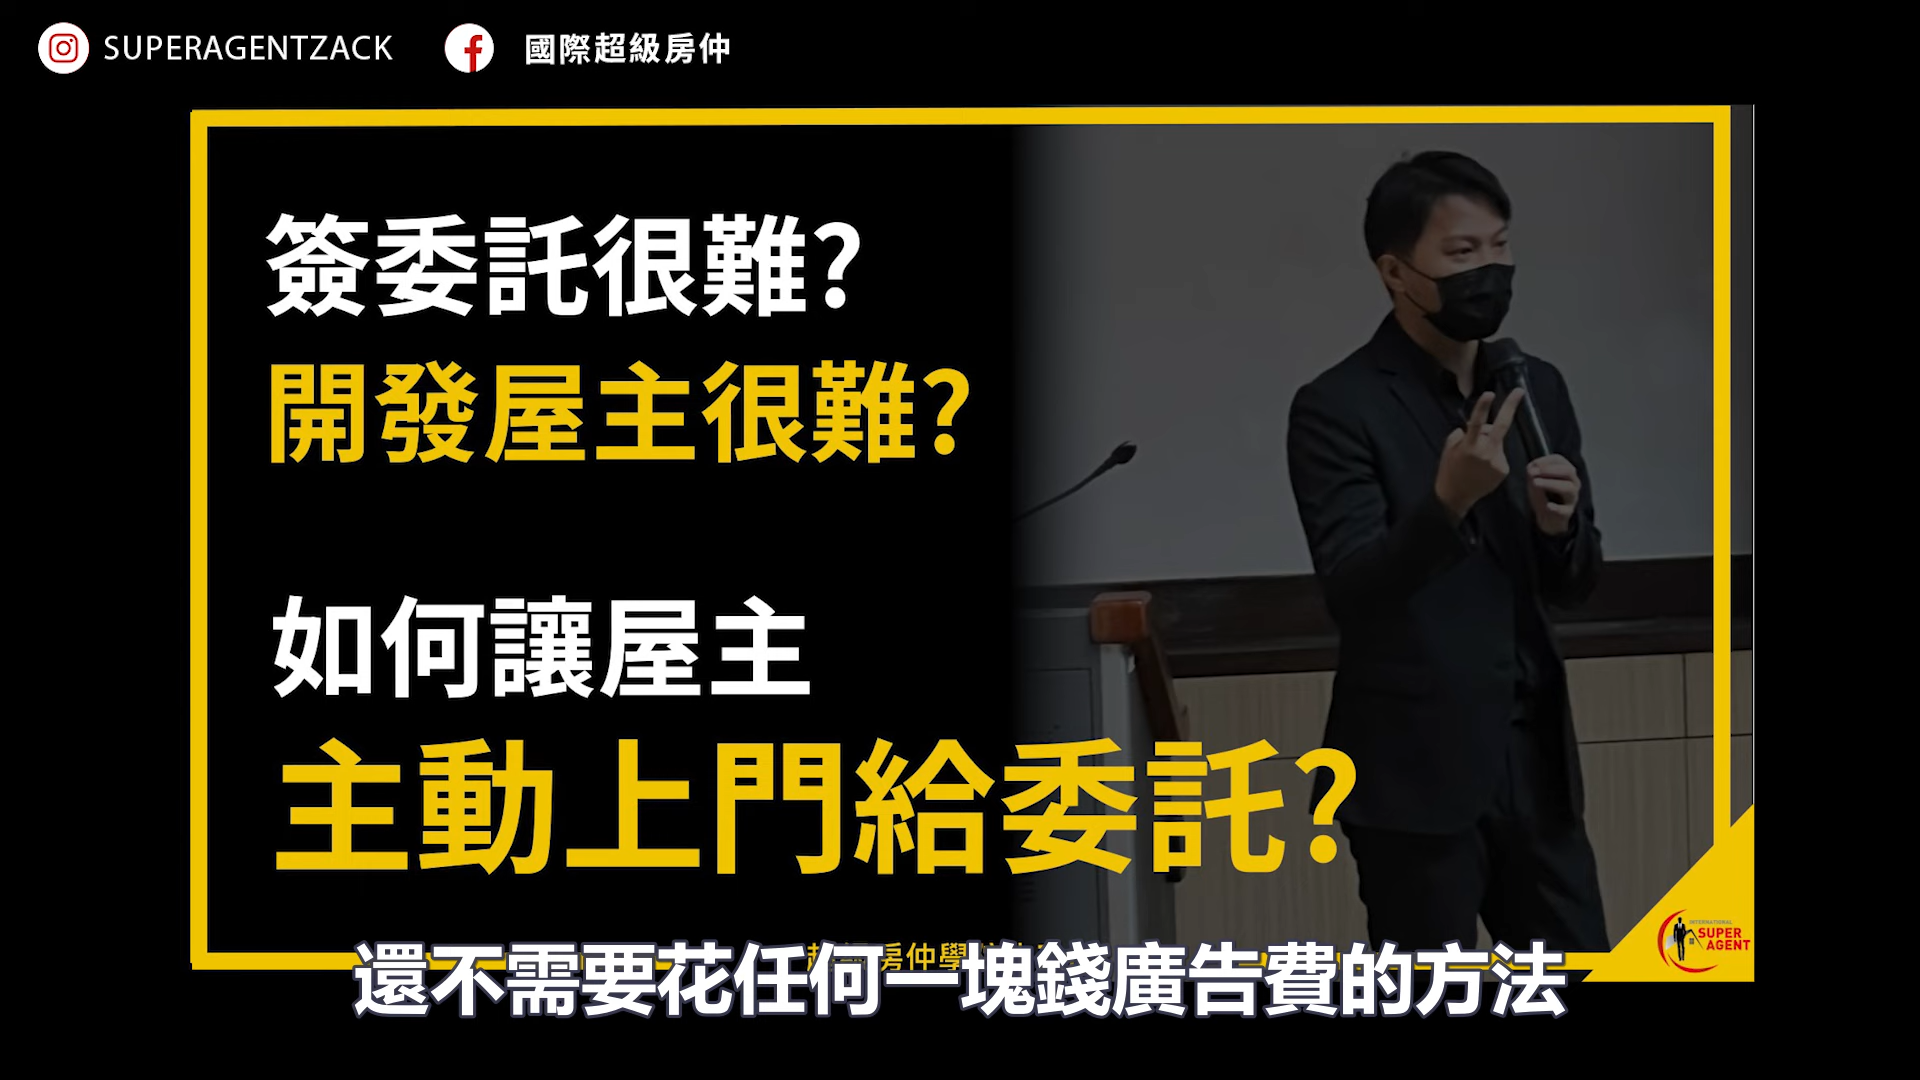 SUPERAGENTZACK
國際超級房仲
簽委託很難?
開發屋主很難?
如何讓屋主
主動上門給委託?
INTERNATIONAL
SUPER
AGENT
還不需要花任何一塊錢廣告費的方法